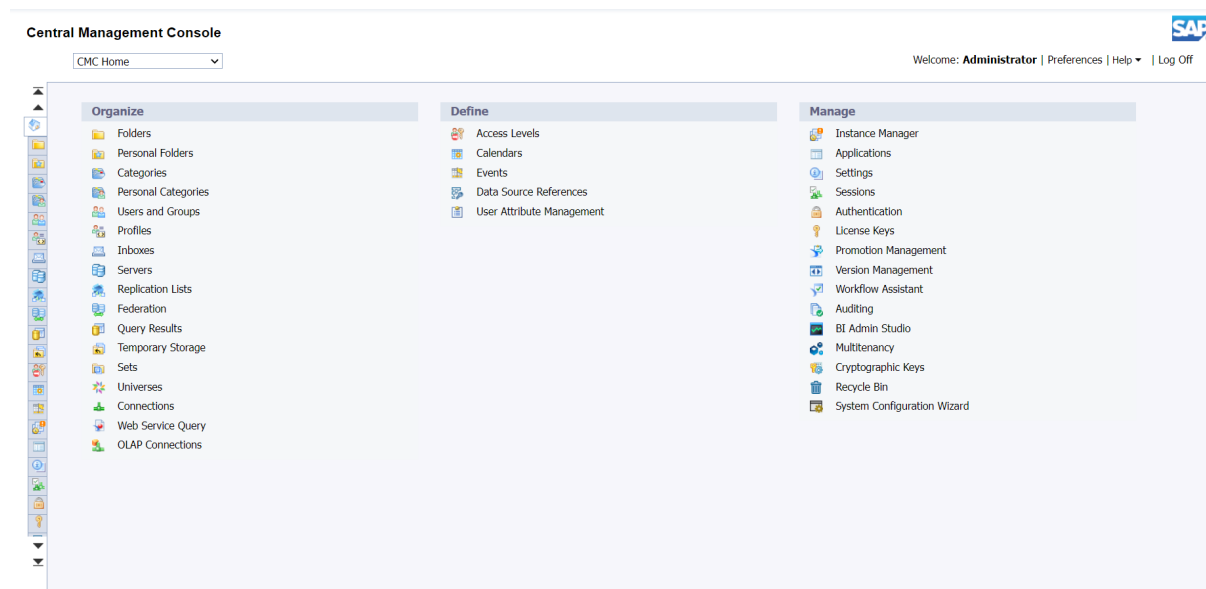 Central Management Console
SAP
CMC Home
Welcome: Administrator | Preferences | Help ▾ | Log Off
Organize
Folders
Personal Folders
Categories
Personal Categories
Users and Groups
Profiles
Inboxes
Servers
Replication Lists
Federation
Query Results
Temporary Storage
Sets
Universes
Connections
Web Service Query
OLAP Connections
Define
Access Levels
Calendars
Events
Data Source References
User Attribute Management
Manage
Instance Manager
Applications
Settings
Sessions
Authentication
License Keys
Promotion Management
Version Management
Workflow Assistant
Auditing
BI Admin Studio
Multitenancy
Cryptographic Keys
Recycle Bin
System Configuration Wizard